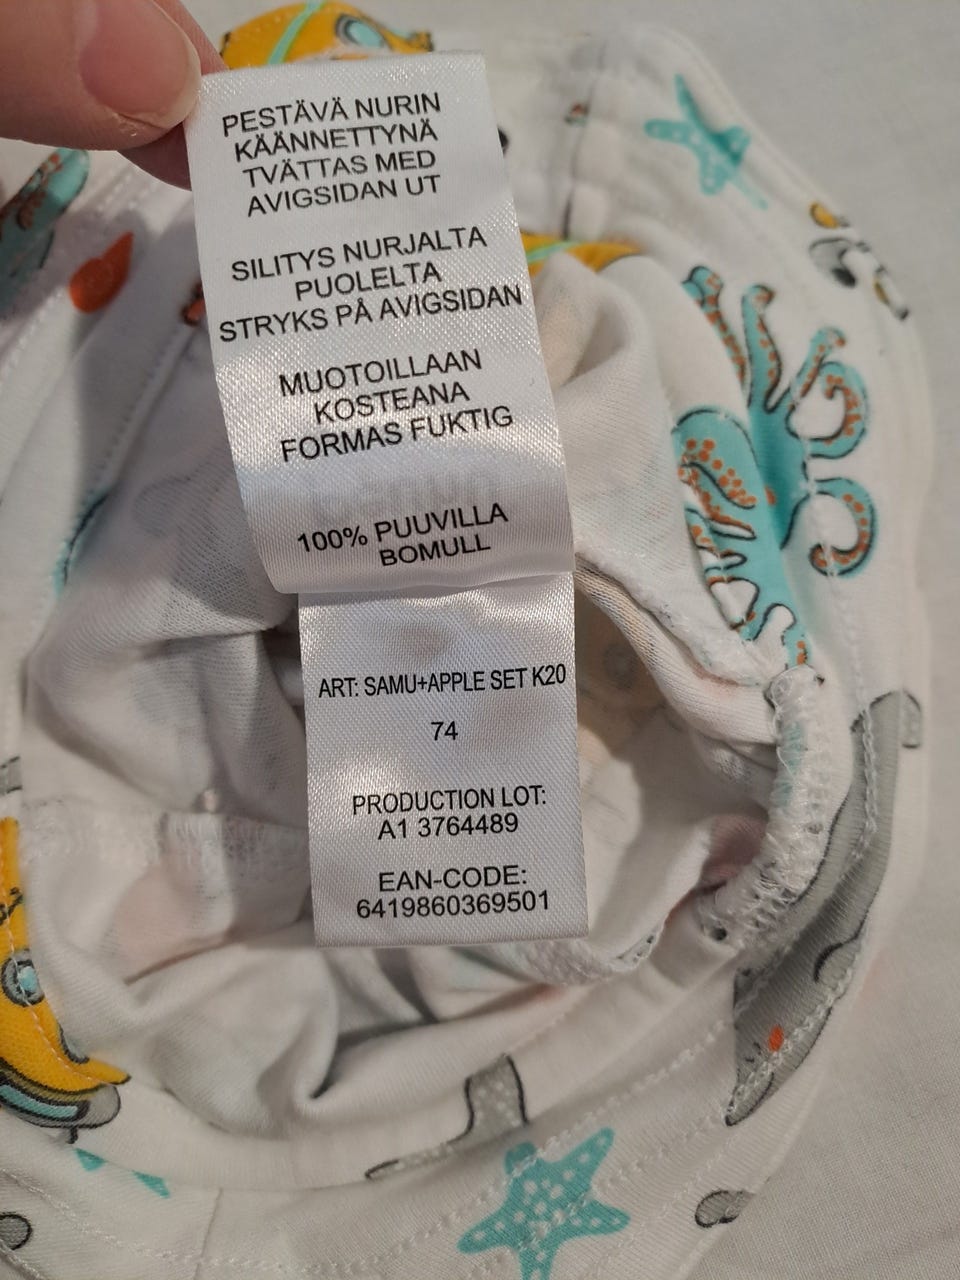 PESTÄVÄ NURIN
KÄÄNNETTYNÄ
TVÄTTAS MED
AVIGSIDAN UT
SILITYS NURJALTA
PUOLELTA
STRYKS PÅ AVIGSIDAN
MUOTOILLAAN
KOSTEANA
FORMAS FUKTIG
100% PUUVILLA
BOMULL
ART: SAMU+APPLE SET K20
74
PRODUCTION LOT:
A1 3764489
EAN-CODE:
6419860369501